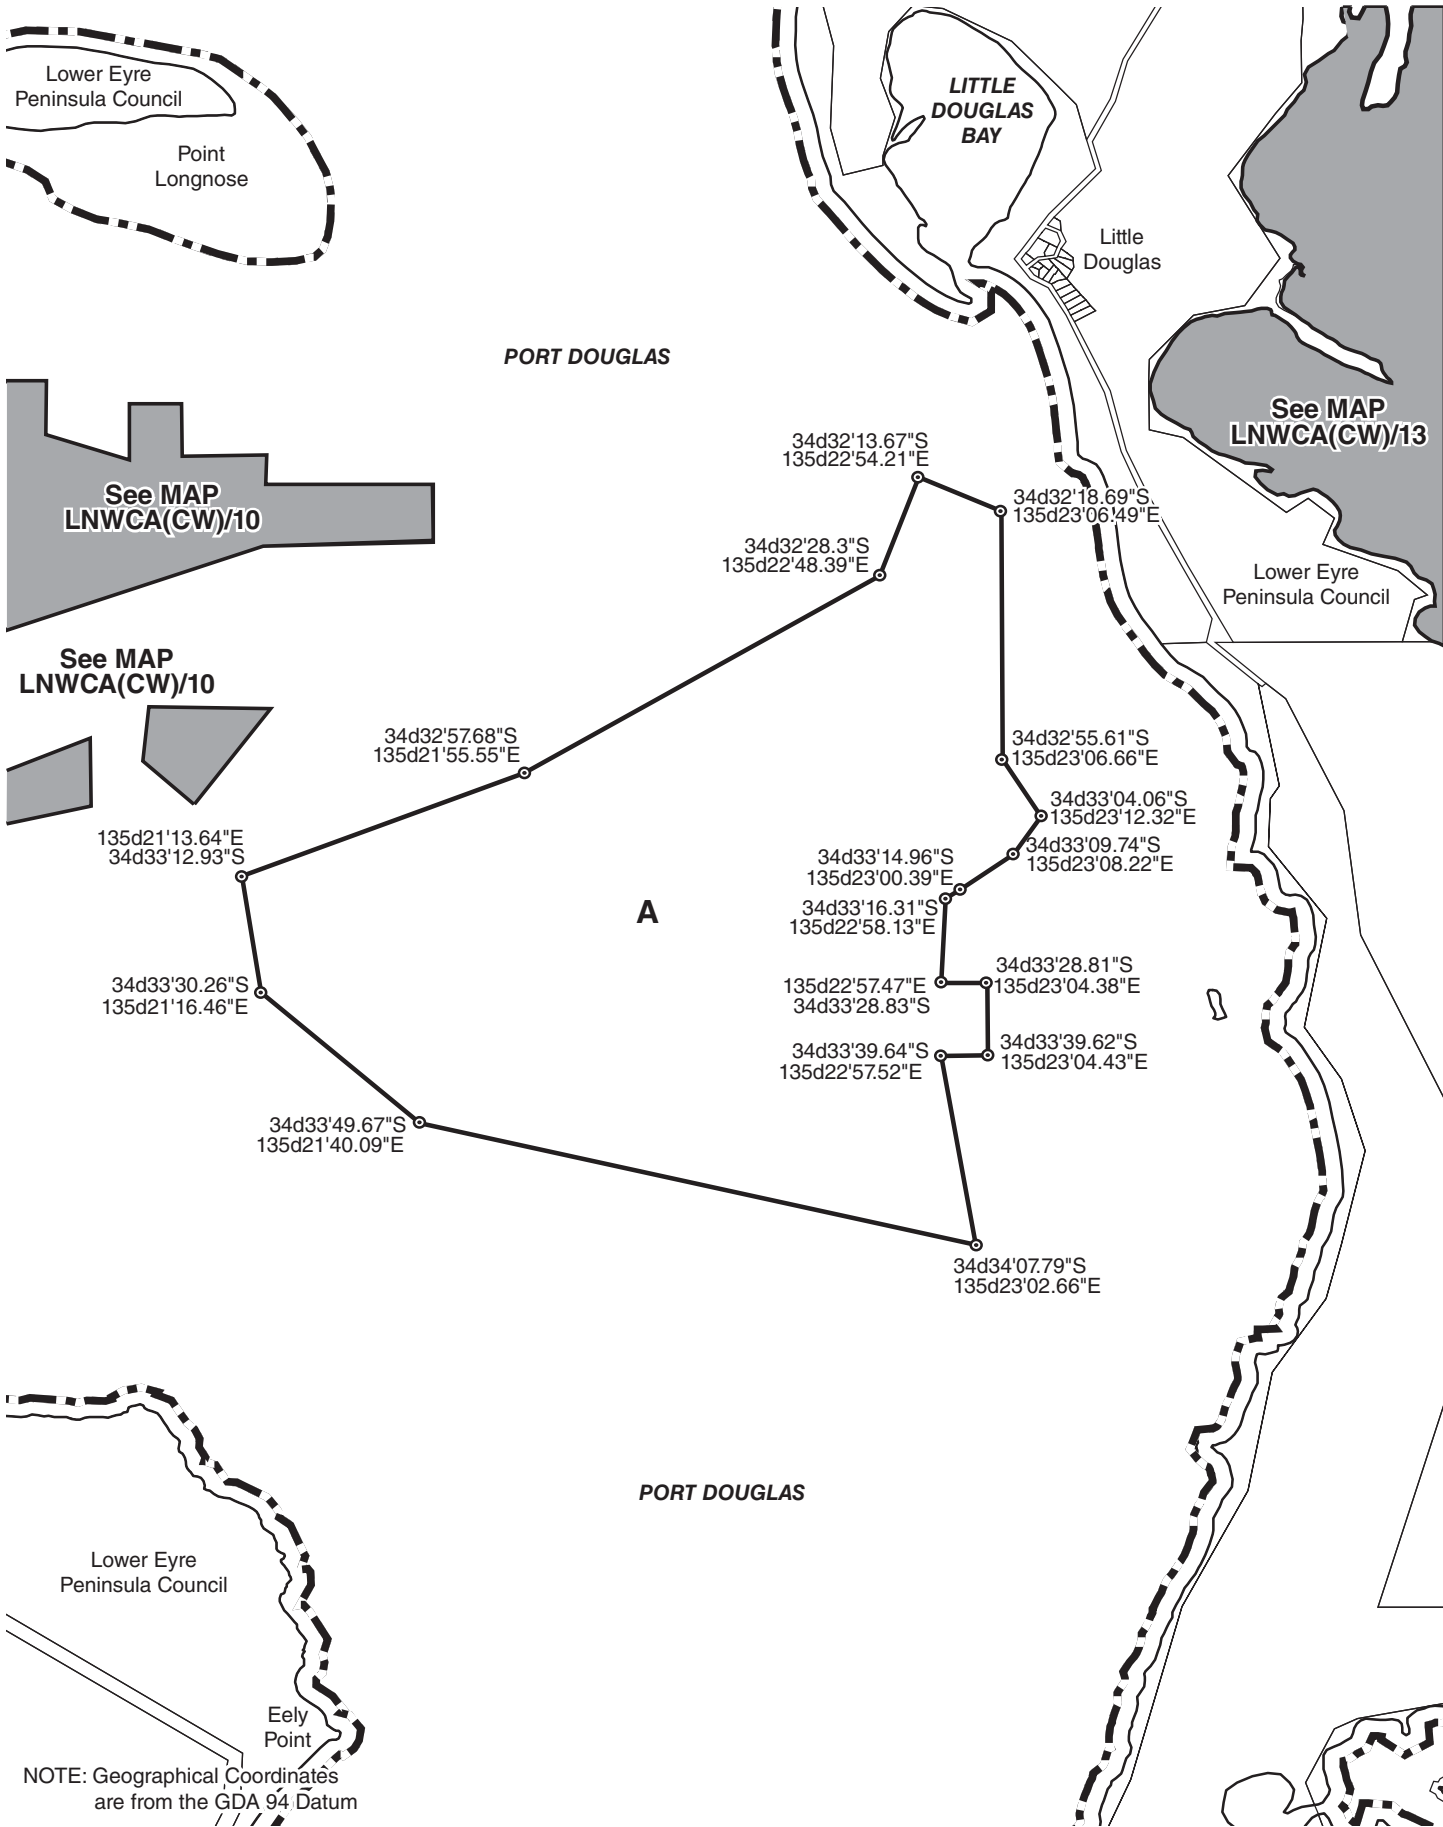 Lower Eyre
Peninsula Council
Point
Longnose
LITTLE
DOUGLAS
BAY
Little
Douglas
PORT DOUGLAS
See MAP
LNWCA(CW)/13
See MAP
LNWCA(CW)/10
34d32'13.67"S
135d22'54.21"E
34d32'18.69"S
135d23'06.49"E
34d32'28.3"S
135d22'48.39"E
Lower Eyre
Peninsula Council
See MAP
LNWCA(CW)/10
34d32'57.68"S
135d21'55.55"E
34d32'55.61"S
135d23'06.66"E
34d33'04.06"S
135d23'12.32"E
135d21'13.64"E
34d33'12.93"S
34d33'09.74"S
135d23'08.22"E
34d33'14.96"S
135d23'00.39"E
A
34d33'16.31"S
135d22'58.13"E
34d33'28.81"S
135d23'04.38"E
135d22'57.47"E
34d33'28.83"S
34d33'30.26"S
135d21'16.46"E
34d33'39.64"S
135d22'57.52"E
34d33'39.62"S
135d23'04.43"E
34d33'49.67"S
135d21'40.09"E
34d34'07.79"S
135d23'02.66"E
PORT DOUGLAS
Lower Eyre
Peninsula Council
Eely
Point
NOTE: Geographical Coordinates
are from the GDA 94 Datum